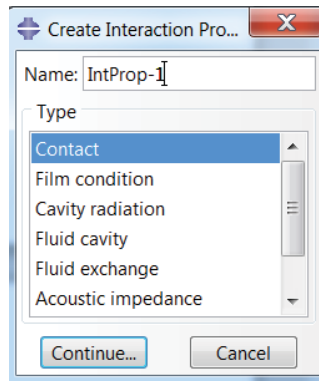 Create Interaction Pro...
Name: IntProp-1
Type
Contact
Film condition
Cavity radiation
Fluid cavity
Fluid exchange
Acoustic impedance
Continue... Cancel